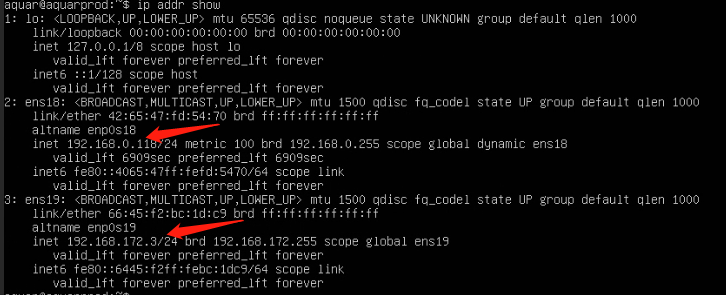 aquar@aquarprod:~$ ip addr show
1: lo: <LOOPBACK,UP,LOWER_UP> mtu 65536 qdisc noqueue state UNKNOWN group default qlen 1000
link/loopback 00:00:00:00:00:00 brd 00:00:00:00:00:00
inet 127.0.0.1/8 scope host lo
valid_lft forever preferred_lft forever
inet6 ::1/128 scope host
valid_lft forever preferred_lft forever
2: ens18: <BROADCAST,MULTICAST,UP,LOWER_UP> mtu 1500 qdisc fq_codel state UP group default qlen 1000
link/ether 42:65:47:fd:54:70 brd ff:ff:ff:ff:ff:ff
altname enp0s18
inet 192.168.0.118/24 metric 100 brd 192.168.0.255 scope global dynamic ens18
valid_lft 6909sec preferred_lft 6909sec
inet6 fe80::4065:47ff:fefd:5470/64 scope link
valid_lft forever preferred_lft forever
3: ens19: <BROADCAST,MULTICAST,UP,LOWER_UP> mtu 1500 qdisc fq_codel state UP group default qlen 1000
link/ether 66:45:f2:bc:1d:c9 brd ff:ff:ff:ff:ff:ff
altname enp0s19
inet 192.168.172.3/24 brd 192.168.172.255 scope global ens19
valid_lft forever preferred_lft forever
inet6 fe80::6445:f2ff:febc:1dc9/64 scope link
valid_lft forever preferred_lft forever
aquar@aquarprod:~$